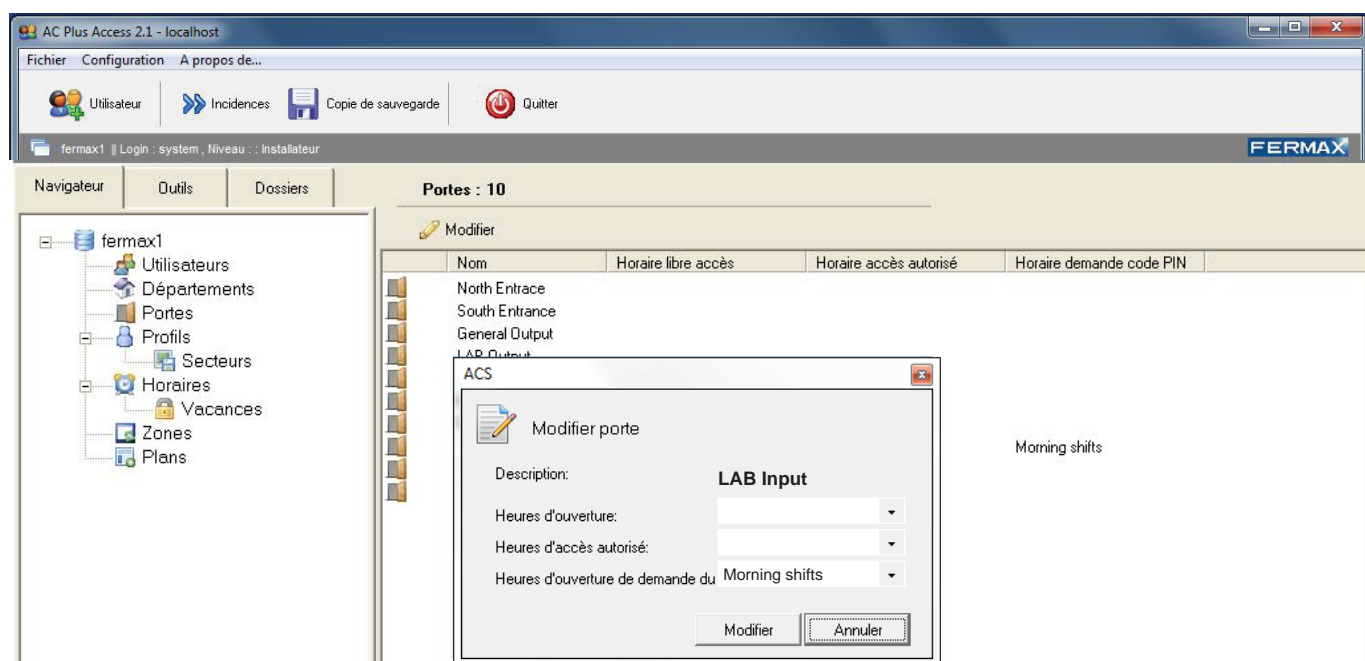 AC Plus Access 2.1 - localhost
Fichier Configuration A propos de...
Utilisateur Incidences Copie de sauvegarde Quitter
fermax1 || Login : system , Niveau : : Installateur FERMAX
Navigateur Outils Dossiers Portes : 10
Modifier
fermax1
Utilisateurs
Départements
Portes
Profils
Secteurs
Horaires
Vacances
Zones
Plans
Nom Horaire libre accès Horaire accès autorisé Horaire demande code PIN
North Entrace
South Entrance
General Output
LAB Output
Morning shifts
ACS
Modifier porte
Description: LAB Input
Heures d'ouverture:
Heures d'accès autorisé:
Heures d'ouverture de demande du Morning shifts
Modifier Annuler